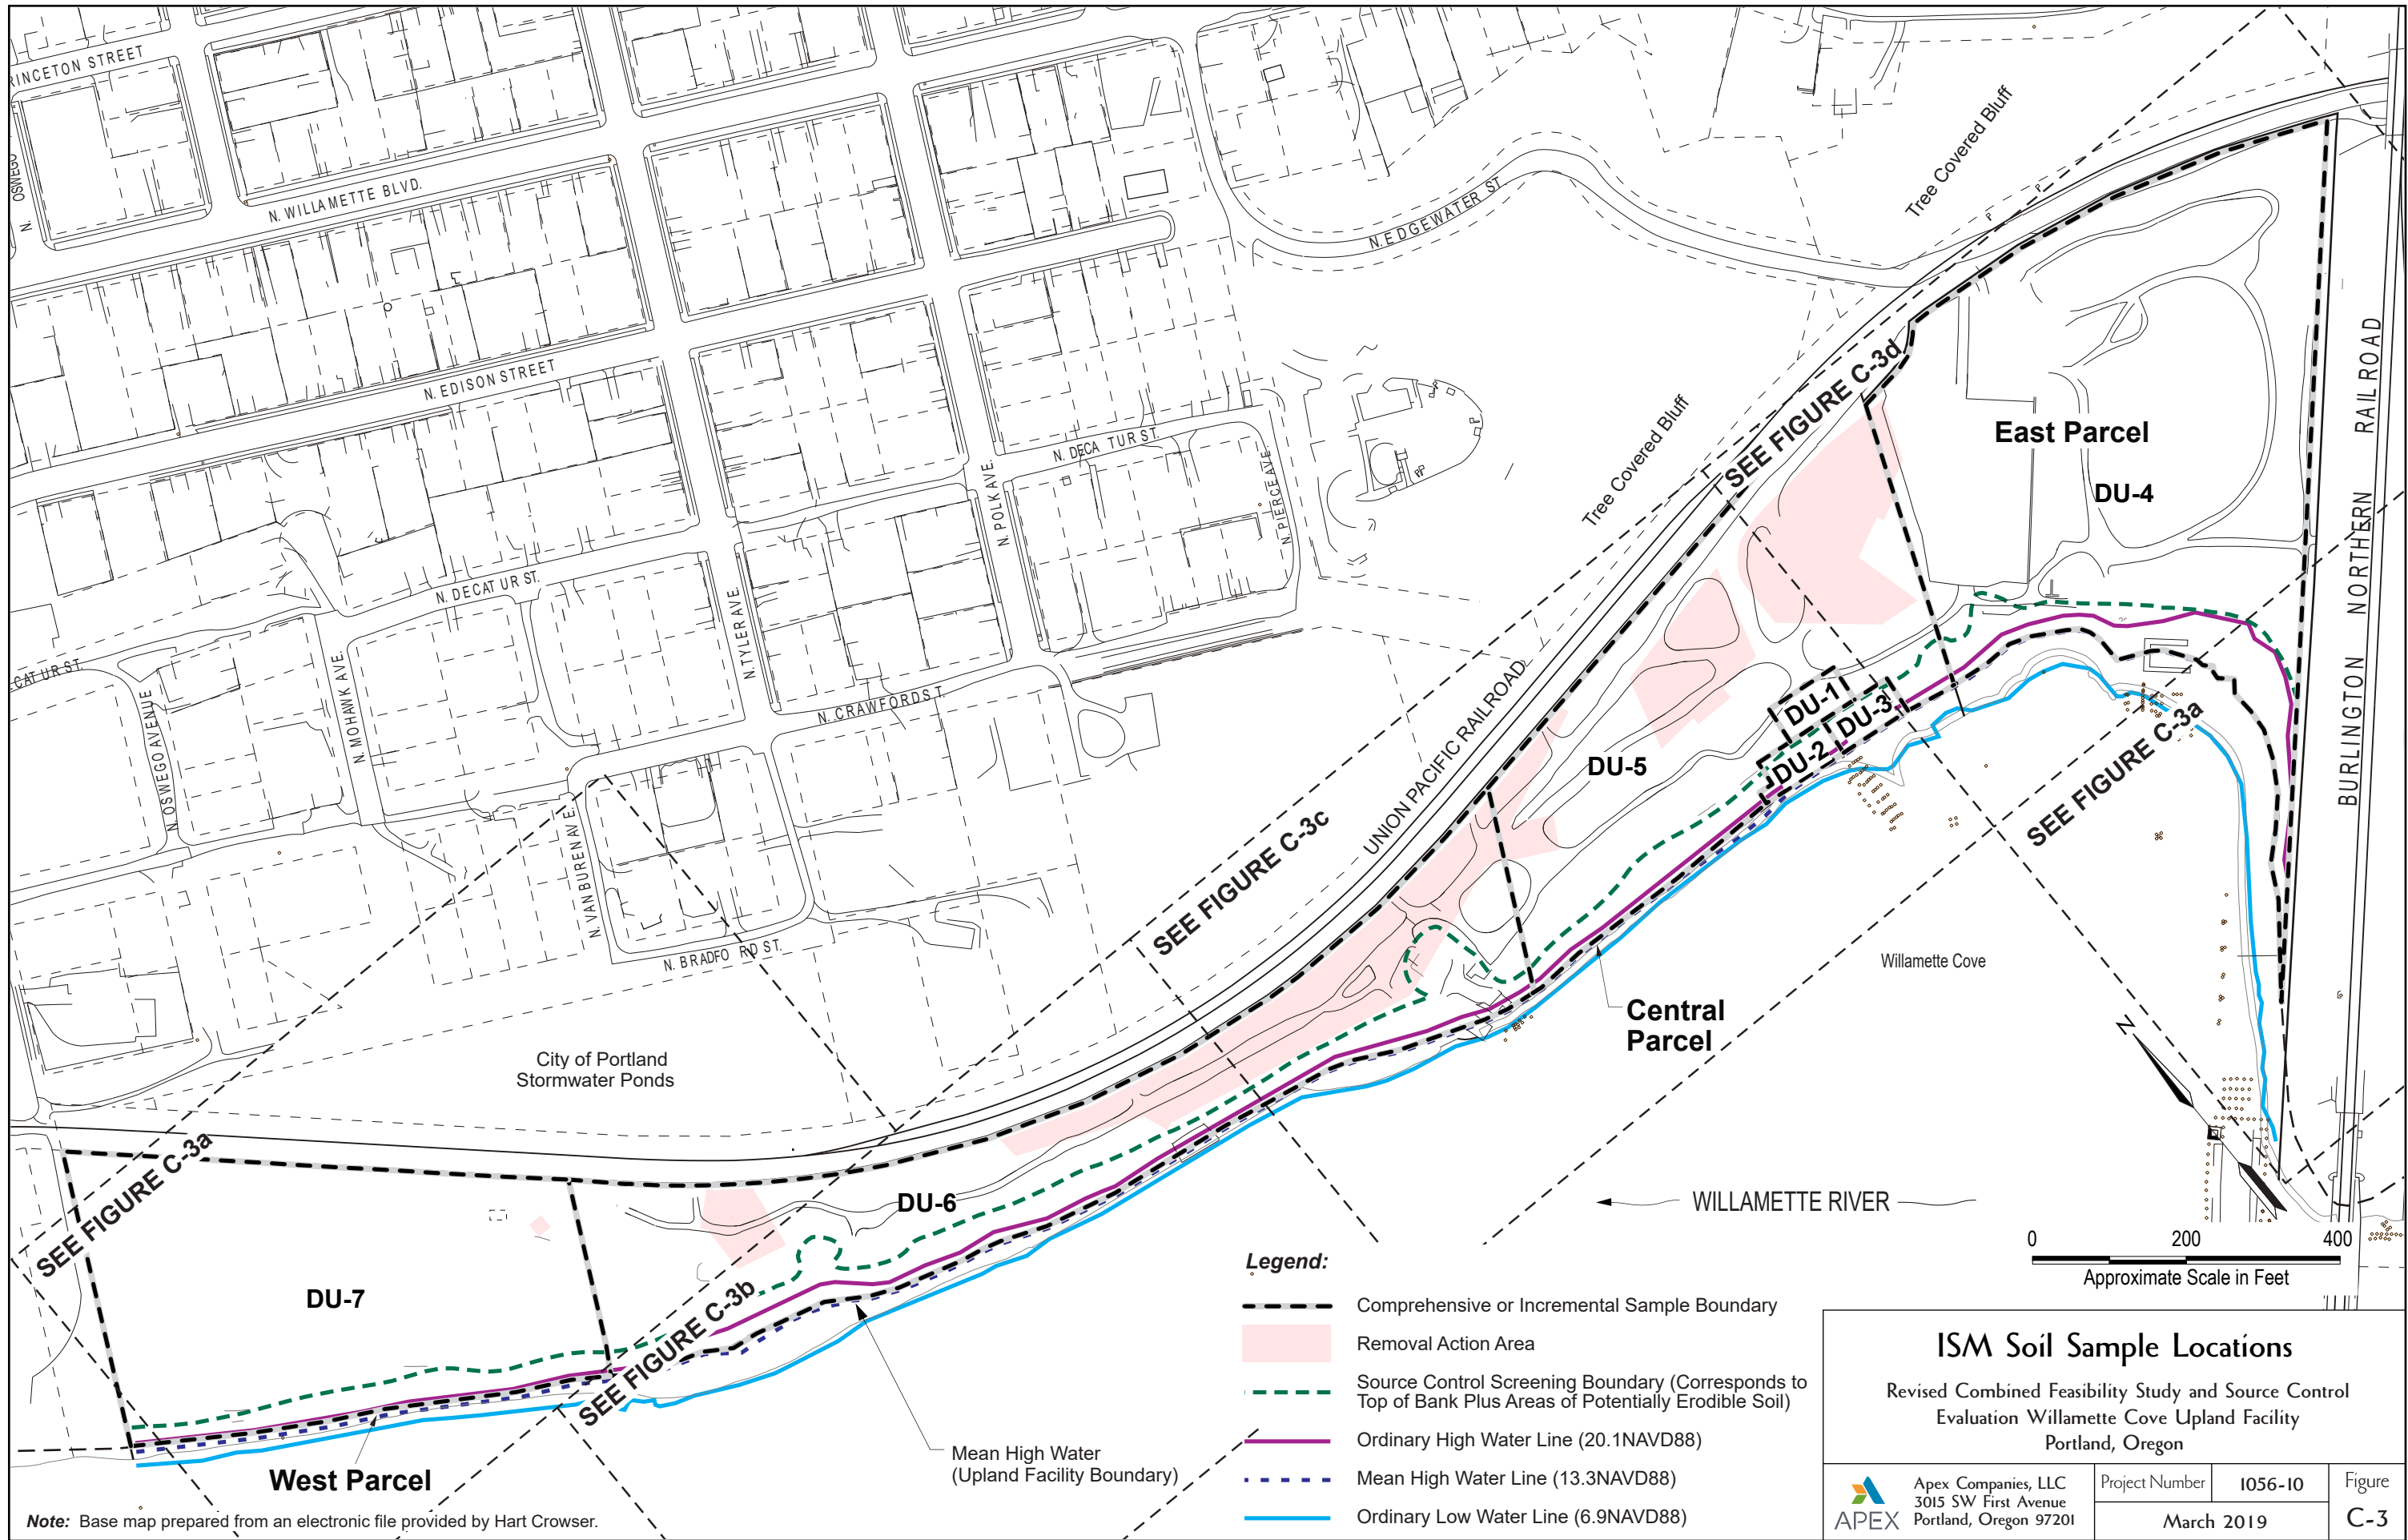 RINCETON STREET
N. OSWEGO
N. WILLAMETTE BLVD.
N. EDISON STREET
N. EDGEWATER ST.
Tree Covered Bluff
Tree Covered Bluff
N. DECATUR ST.
N. POLK AVE.
N. PIERCE AVE.
N. DECATUR ST.
N. TYLER AVE.
CATUR ST.
N. OSWEGO AVENUE
N. MOHAWK AVE.
N. CRAWFORD ST.
N. VAN BUREN AVE.
N. BRADFORD ST.
UNION PACIFIC RAILROAD
BURLINGTON NORTHERN RAILROAD
SEE FIGURE C-3d
East Parcel
DU-4
DU-1
DU-3
DU-2
DU-5
SEE FIGURE C-3a
SEE FIGURE C-3c
Willamette Cove
Central
Parcel
City of Portland
Stormwater Ponds
SEE FIGURE C-3a
DU-6
DU-7
SEE FIGURE C-3b
WILLAMETTE RIVER
N
West Parcel
Mean High Water
(Upland Facility Boundary)
0 200 400
Approximate Scale in Feet
Legend:
Comprehensive or Incremental Sample Boundary
Removal Action Area
Source Control Screening Boundary (Corresponds to
Top of Bank Plus Areas of Potentially Erodible Soil)
Ordinary High Water Line (20.1NAVD88)
Mean High Water Line (13.3NAVD88)
Ordinary Low Water Line (6.9NAVD88)
Note: Base map prepared from an electronic file provided by Hart Crowser.
ISM Soil Sample Locations
Revised Combined Feasibility Study and Source Control
Evaluation Willamette Cove Upland Facility
Portland, Oregon
APEX
Apex Companies, LLC
3015 SW First Avenue
Portland, Oregon 97201
Project Number 1056-10
March 2019
Figure
C-3